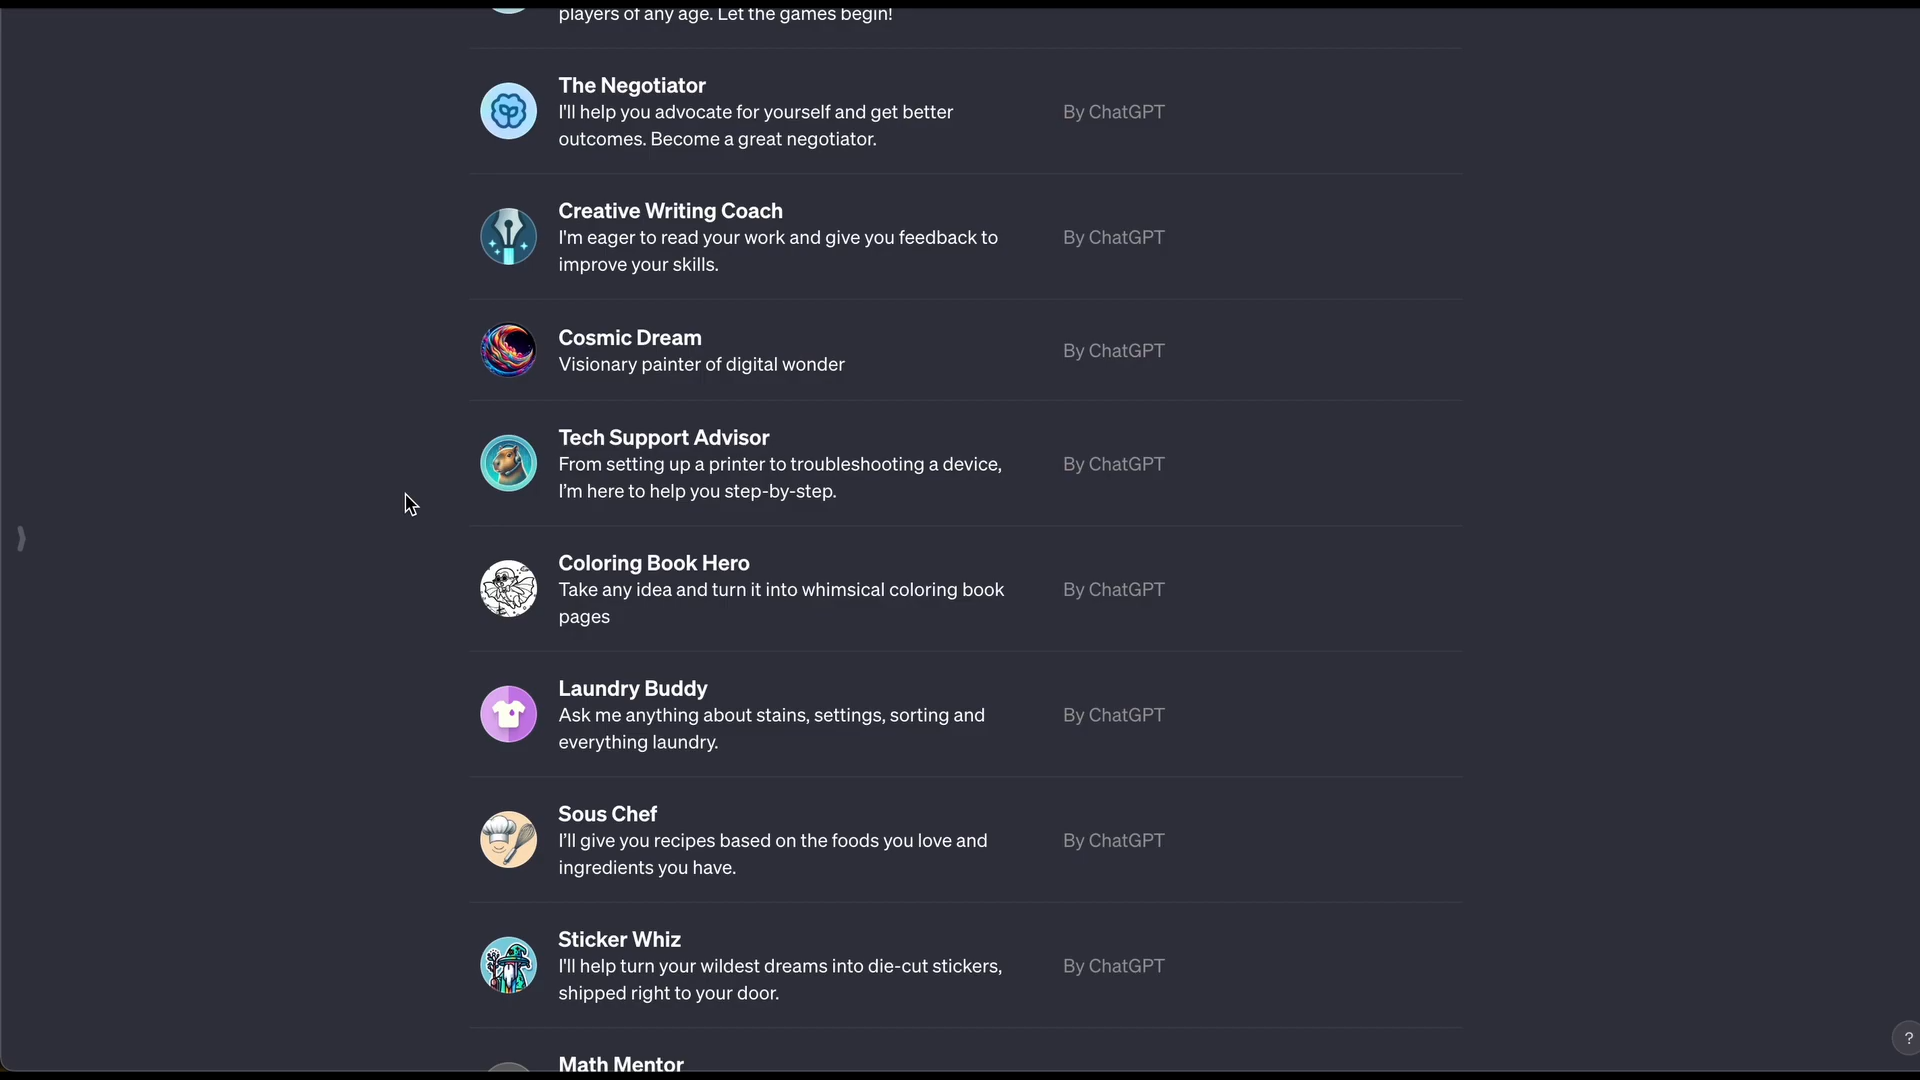 players of any age. Let the games begin!
The Negotiator
I'll help you advocate for yourself and get better
outcomes. Become a great negotiator.
By ChatGPT
Creative Writing Coach
I'm eager to read your work and give you feedback to
improve your skills.
By ChatGPT
Cosmic Dream
Visionary painter of digital wonder
By ChatGPT
Tech Support Advisor
From setting up a printer to troubleshooting a device,
I’m here to help you step-by-step.
By ChatGPT
Coloring Book Hero
Take any idea and turn it into whimsical coloring book
pages
By ChatGPT
Laundry Buddy
Ask me anything about stains, settings, sorting and
everything laundry.
By ChatGPT
Sous Chef
I’ll give you recipes based on the foods you love and
ingredients you have.
By ChatGPT
Sticker Whiz
I'll help turn your wildest dreams into die-cut stickers,
shipped right to your door.
By ChatGPT
Math Mentor
?